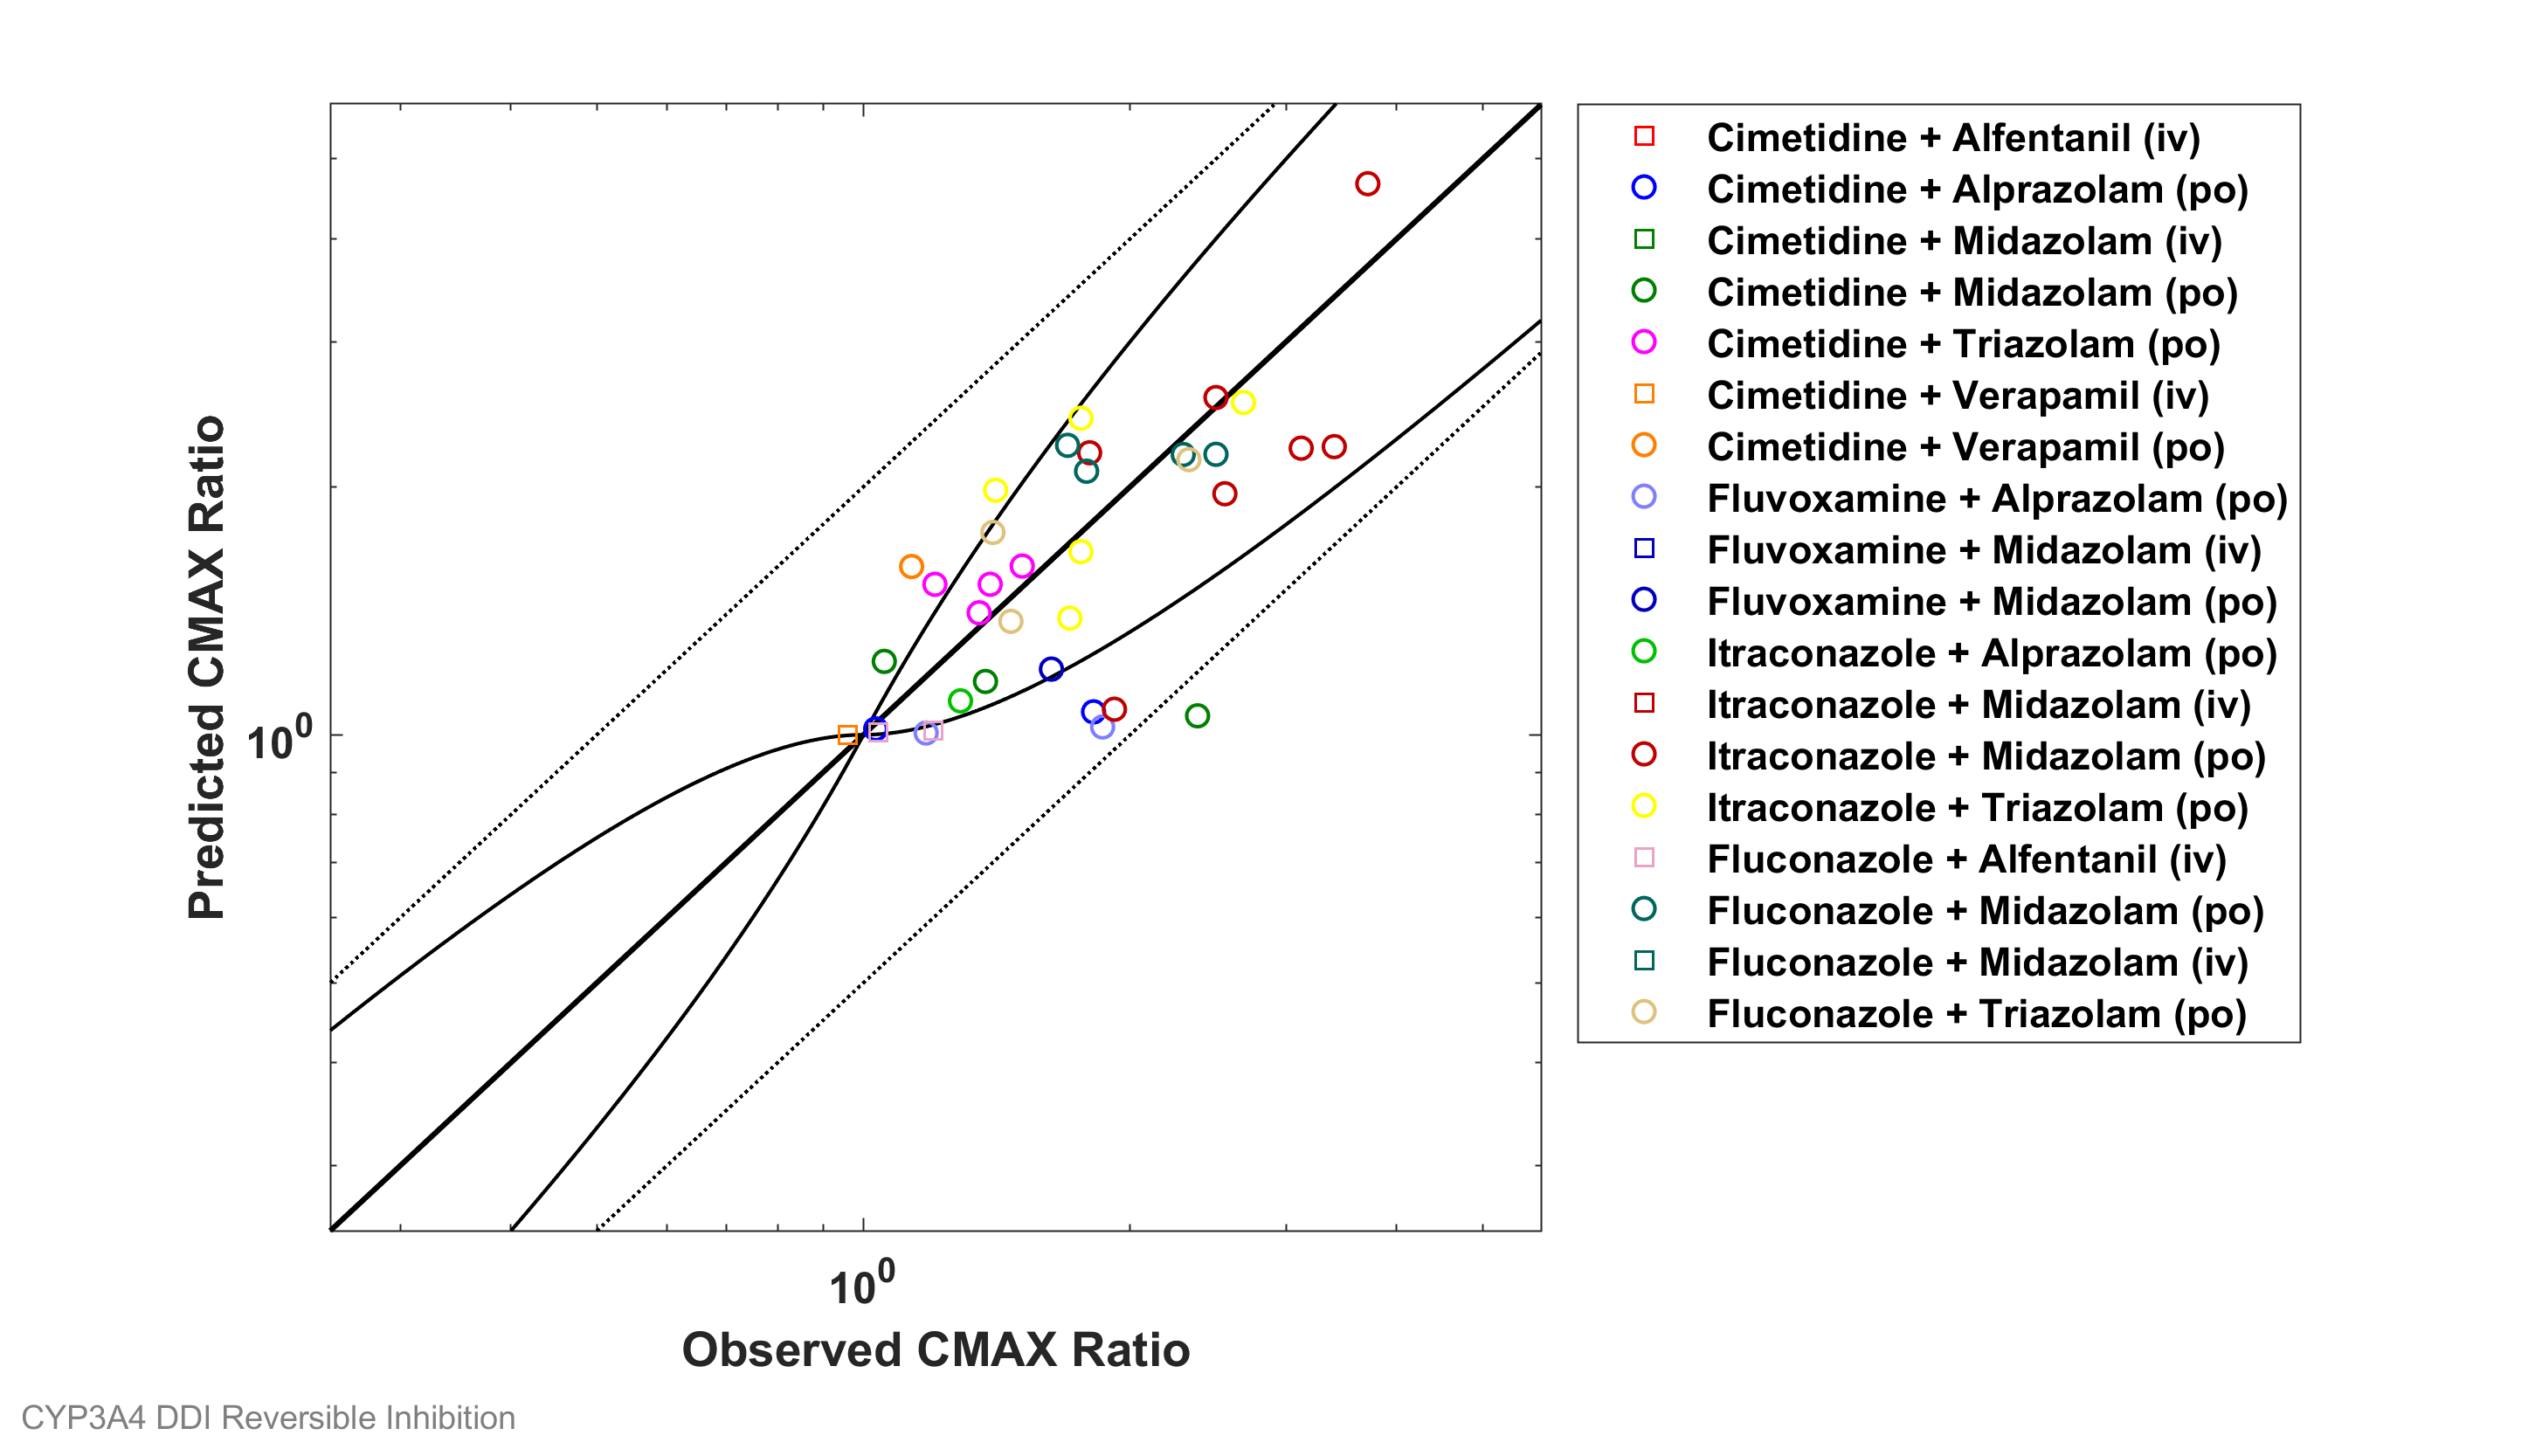 Predicted CMAX Ratio
10^0
10^0
Observed CMAX Ratio
Cimetidine + Alfentanil (iv)
Cimetidine + Alprazolam (po)
Cimetidine + Midazolam (iv)
Cimetidine + Midazolam (po)
Cimetidine + Triazolam (po)
Cimetidine + Verapamil (iv)
Cimetidine + Verapamil (po)
Fluvoxamine + Alprazolam (po)
Fluvoxamine + Midazolam (iv)
Fluvoxamine + Midazolam (po)
Itraconazole + Alprazolam (po)
Itraconazole + Midazolam (iv)
Itraconazole + Midazolam (po)
Itraconazole + Triazolam (po)
Fluconazole + Alfentanil (iv)
Fluconazole + Midazolam (po)
Fluconazole + Midazolam (iv)
Fluconazole + Triazolam (po)
CYP3A4 DDI Reversible Inhibition